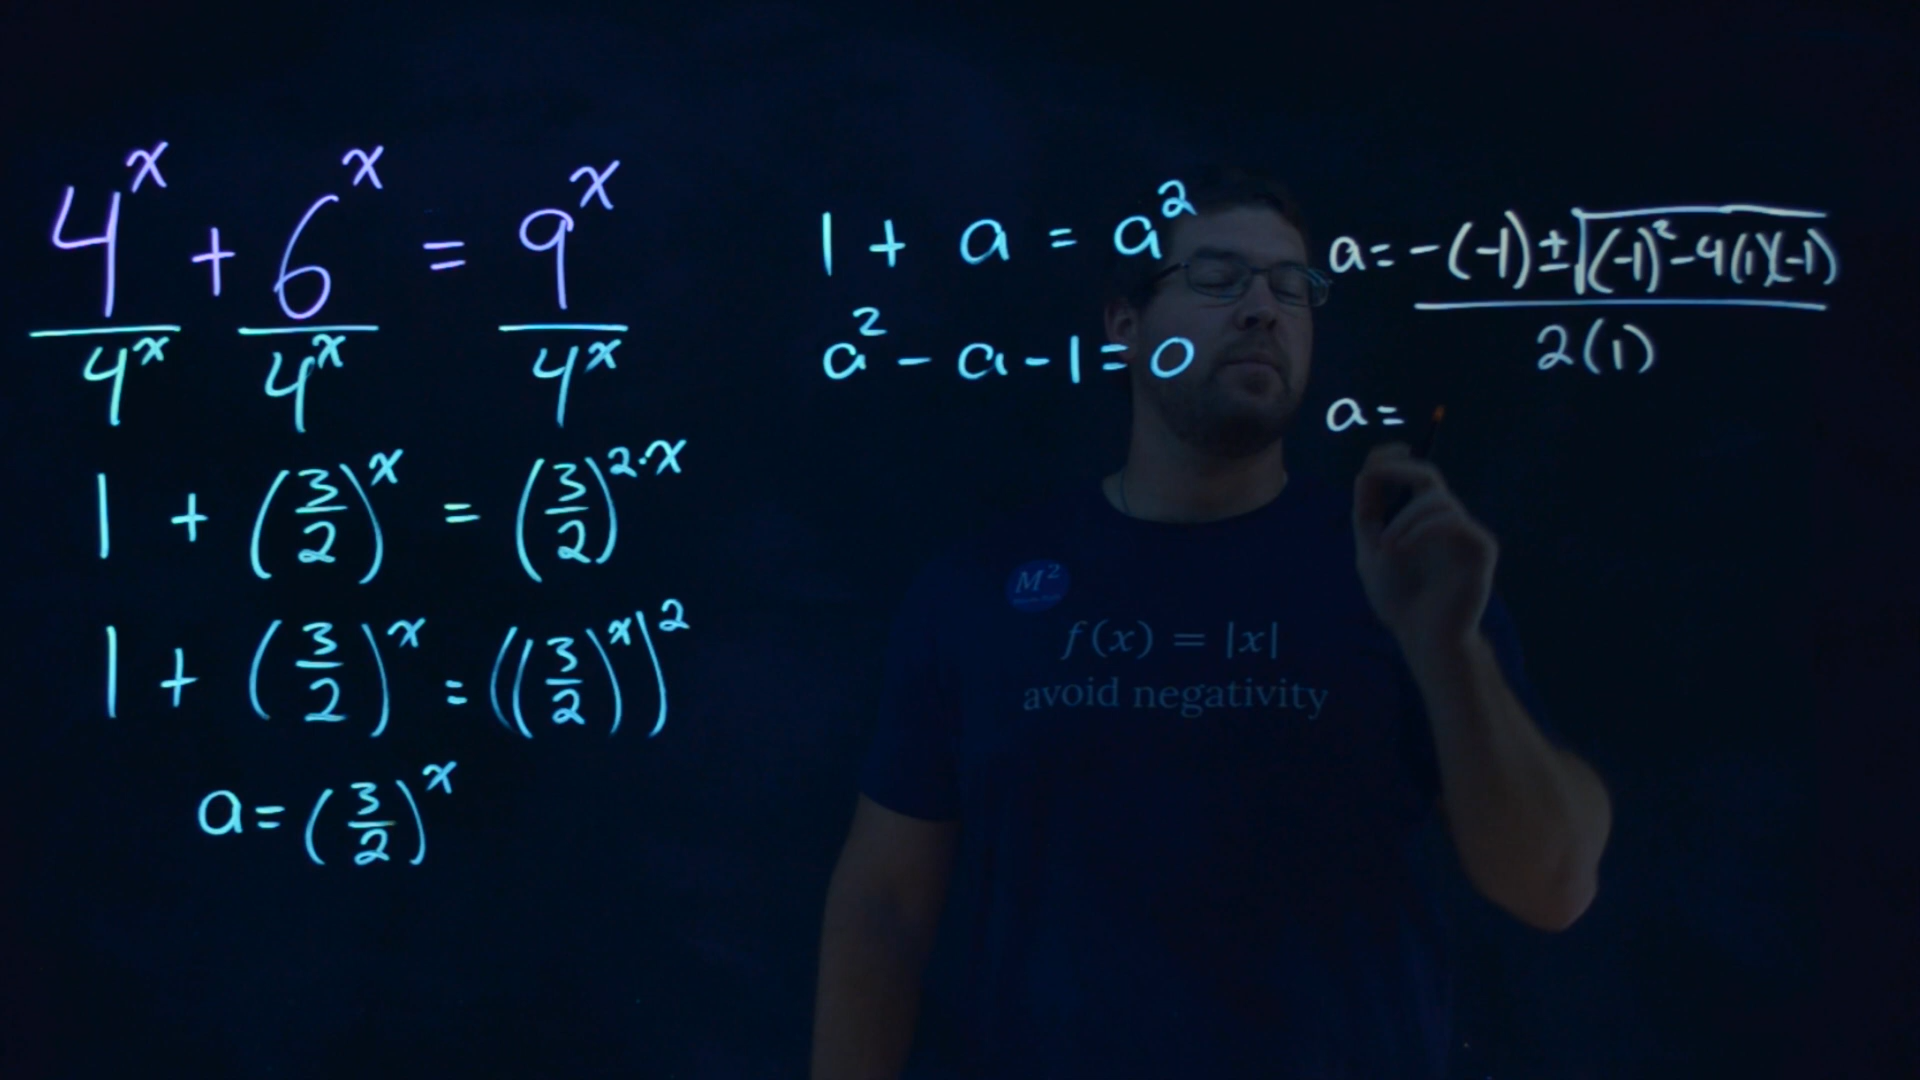 4^x + 6^x = 9^x
4^x 4^x 4^x
1 + (3/2)^x = (3/2)^2·x
1 + (3/2)^x = ((3/2)^x)^2
a = (3/2)^x
1 + a = a^2
a^2 - a - 1 = 0
a = -(-1) ± √(-1)^2 - 4(1)(-1)
2(1)
a =
M^2
f(x) = |x|
avoid negativity